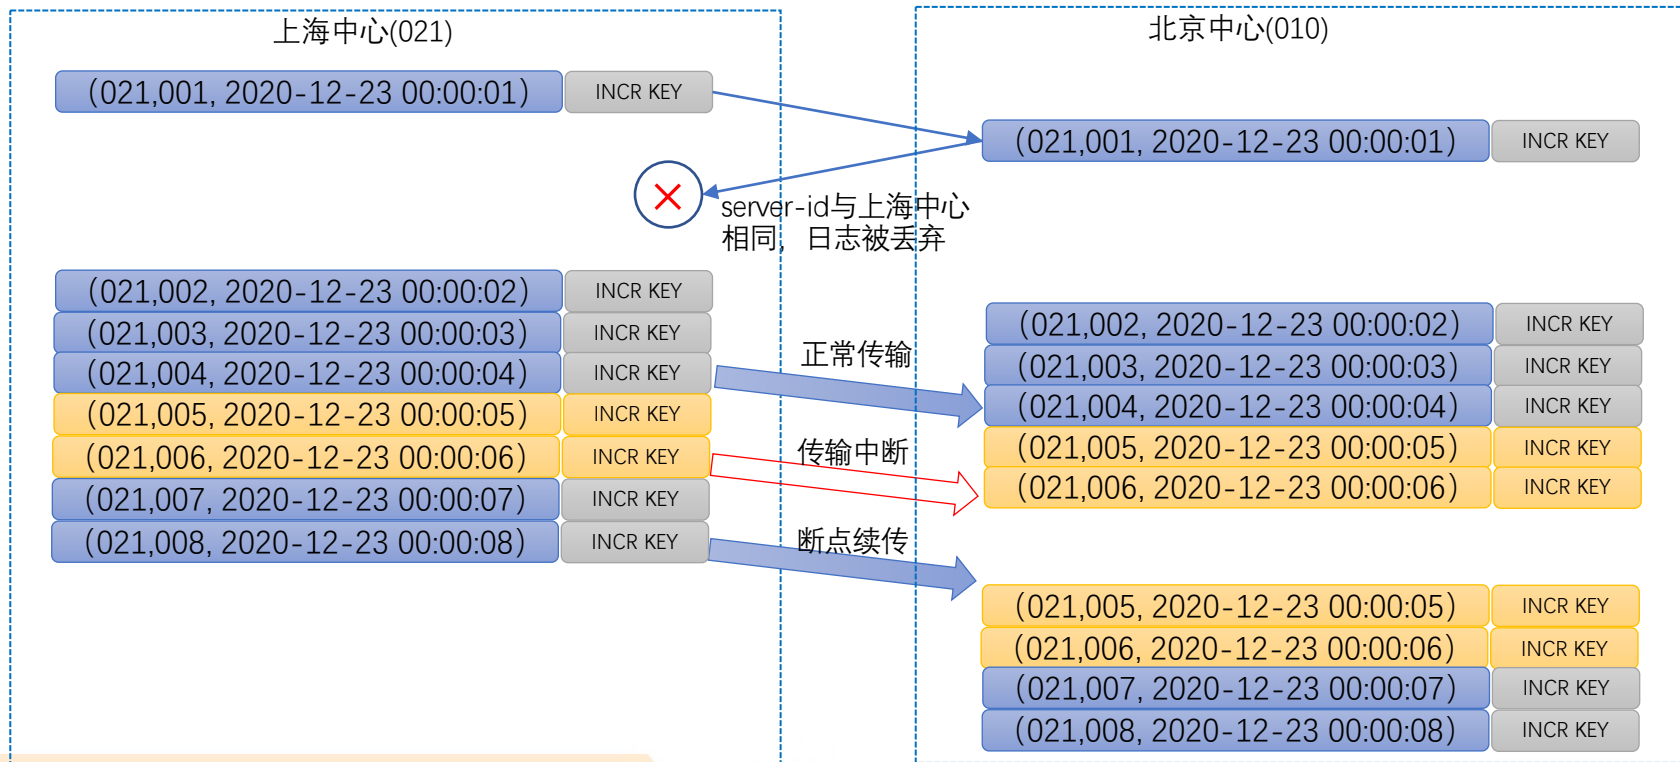 上海中心(021)
(021,001, 2020-12-23 00:00:01) INCR KEY
server-id与上海中心
相同，日志被丢弃
(021,002, 2020-12-23 00:00:02) INCR KEY
(021,003, 2020-12-23 00:00:03) INCR KEY
(021,004, 2020-12-23 00:00:04) INCR KEY
(021,005, 2020-12-23 00:00:05) INCR KEY
(021,006, 2020-12-23 00:00:06) INCR KEY
(021,007, 2020-12-23 00:00:07) INCR KEY
(021,008, 2020-12-23 00:00:08) INCR KEY
正常传输
传输中断
断点续传
北京中心(010)
(021,001, 2020-12-23 00:00:01) INCR KEY
(021,002, 2020-12-23 00:00:02) INCR KEY
(021,003, 2020-12-23 00:00:03) INCR KEY
(021,004, 2020-12-23 00:00:04) INCR KEY
(021,005, 2020-12-23 00:00:05) INCR KEY
(021,006, 2020-12-23 00:00:06) INCR KEY
(021,005, 2020-12-23 00:00:05) INCR KEY
(021,006, 2020-12-23 00:00:06) INCR KEY
(021,007, 2020-12-23 00:00:07) INCR KEY
(021,008, 2020-12-23 00:00:08) INCR KEY